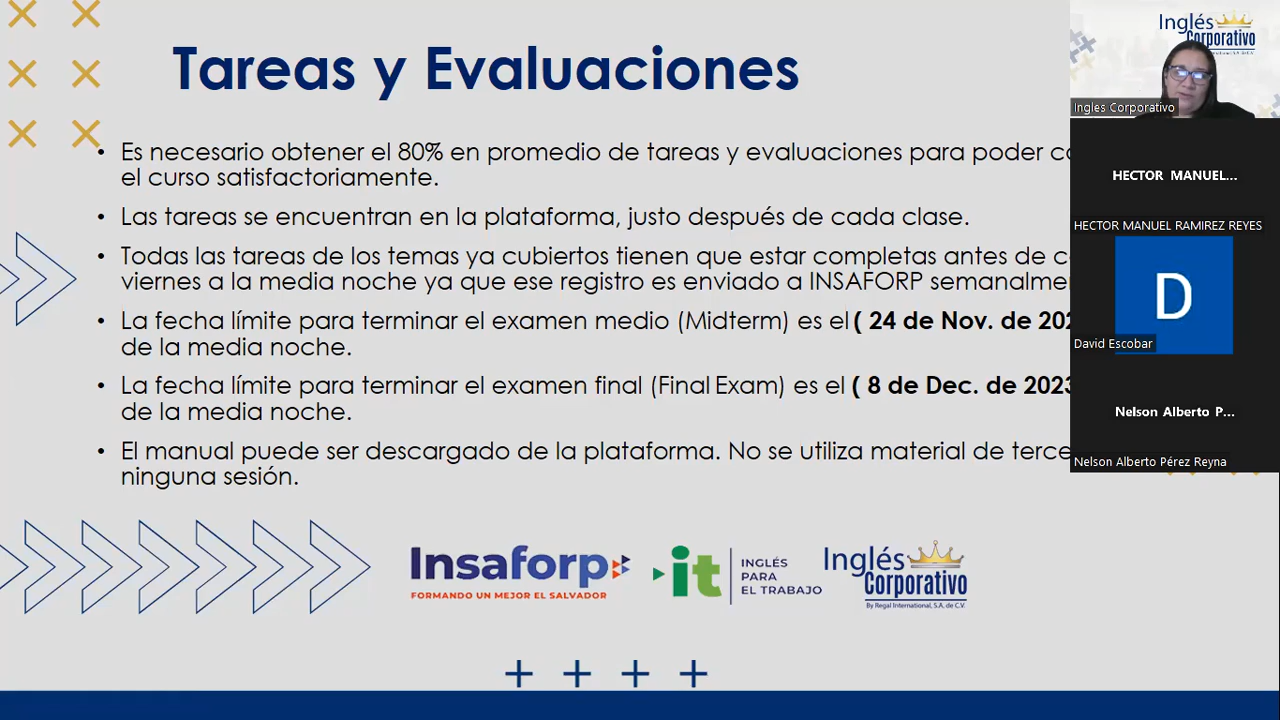 Tareas y Evaluaciones
• Es necesario obtener el 80% en promedio de tareas y evaluaciones para poder
el curso satisfactoriamente.
• Las tareas se encuentran en la plataforma, justo después de cada clase.
• Todas las tareas de los temas ya cubiertos tienen que estar completas antes de
viernes a la media noche ya que ese registro es enviado a INSAFORP
• La fecha límite para terminar el examen medio (Midterm) es el ( 24 de Nov. de
de la media noche.
• La fecha límite para terminar el examen final (Final Exam) es el ( 8 de Dec. de 2023
de la media noche.
• El manual puede ser descargado de la plataforma. No se utiliza material de
ninguna sesión.
Insaforp
FORMANDO UN MEJOR EL SALVADOR
it
INGLÉS
PARA
EL TRABAJO
Inglés
Corporativo
By Regal International, S.A. de C.V.
Inglés
Corporativo
Ingles Corporativo
HECTOR MANUEL...
HECTOR MANUEL RAMIREZ REYES
D
David Escobar
Nelson Alberto P...
Nelson Alberto Pérez Reyna